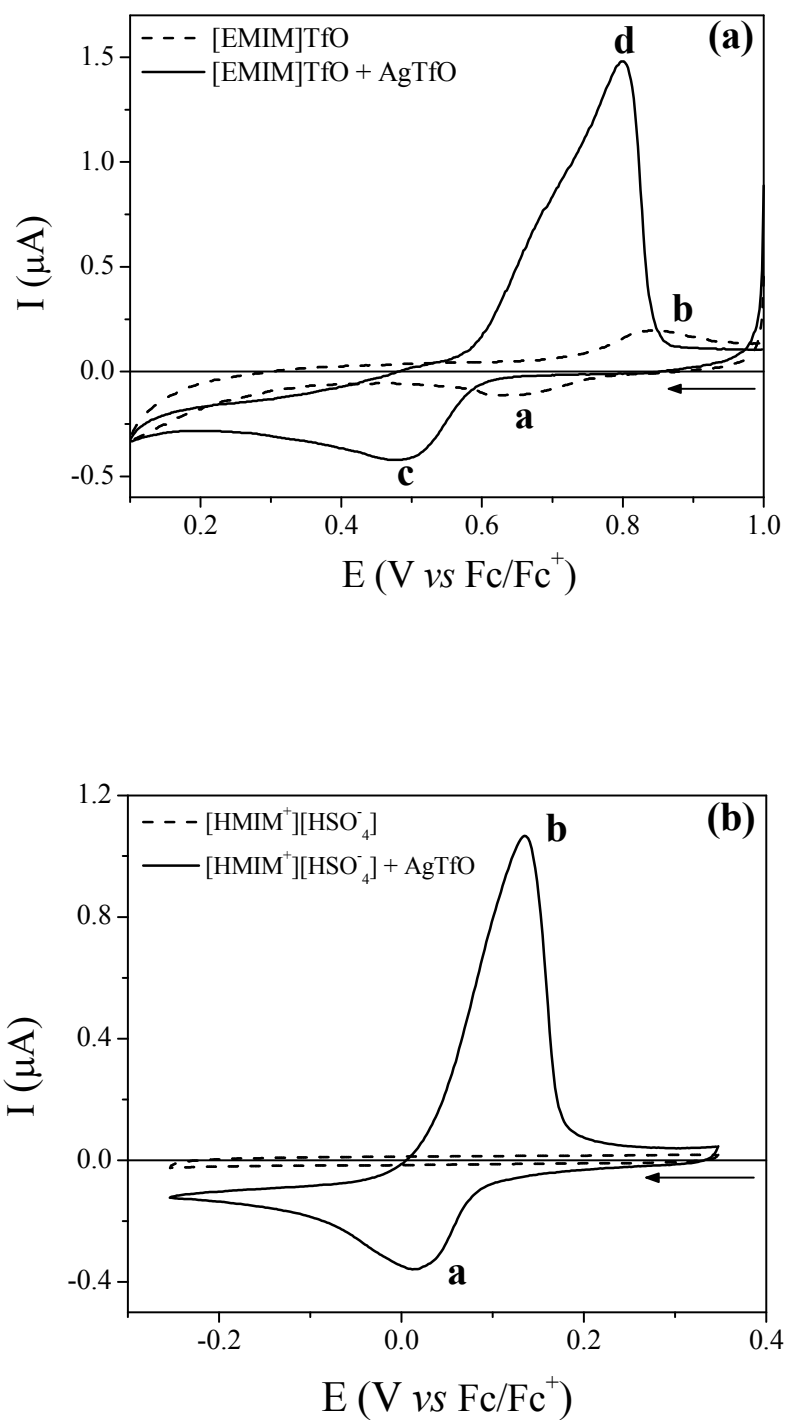 [EMIM]TfO
[EMIM]TfO + AgTfO
(a)
d
b
a
c
1.5
1.0
0.5
0.0
-0.5
I (µA)
0.2 0.4 0.6 0.8 1.0
E (V vs Fc/Fc⁺)
[HMIM⁺][HSO₄⁻]
[HMIM⁺][HSO₄⁻] + AgTfO
(b)
b
a
1.2
0.8
0.4
0.0
-0.4
I (µA)
-0.2 0.0 0.2 0.4
E (V vs Fc/Fc⁺)